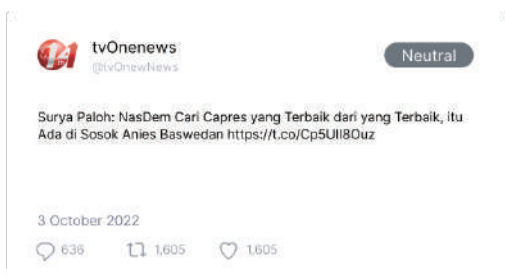 tvOnenews
@tvOnewNews
Neutral
Surya Paloh: NasDem Cari Capres yang Terbaik dari yang Terbaik, itu
Ada di Sosok Anies Baswedan https://t.co/Cp5UII8Ouz
3 October 2022
636 1,605 1,605